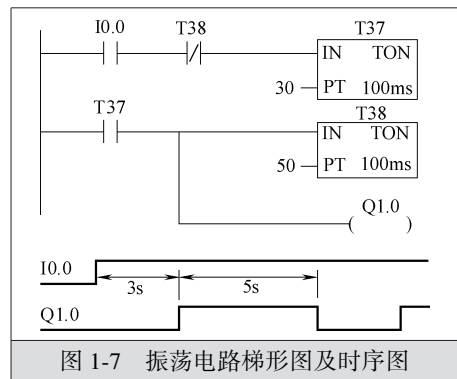 I0.0 T38 T37
IN TON
30 PT 100ms
T37 T38
IN TON
50 PT 100ms
Q1.0
I0.0
3s 5s
Q1.0
图 1-7 振荡电路梯形图及时序图